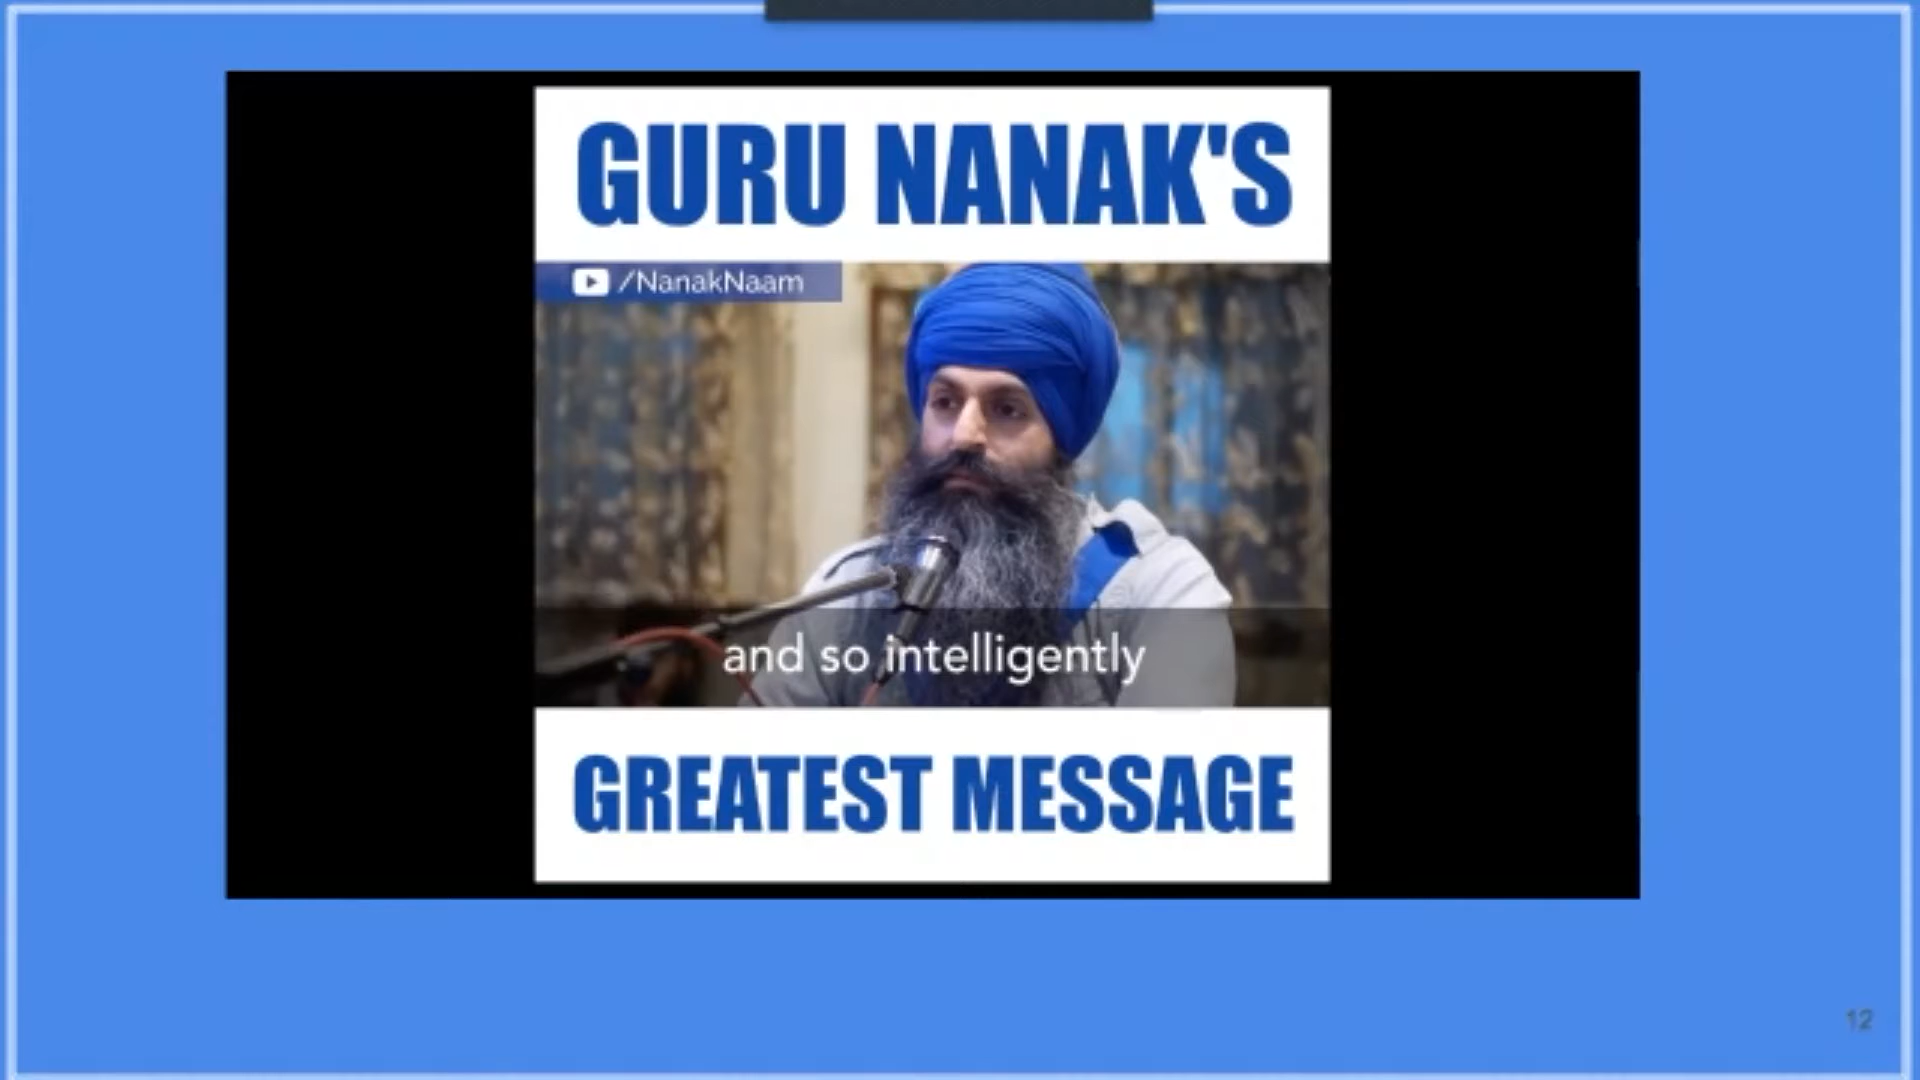 GURU NANAK'S
/NanakNaam
and so intelligently
GREATEST MESSAGE
12